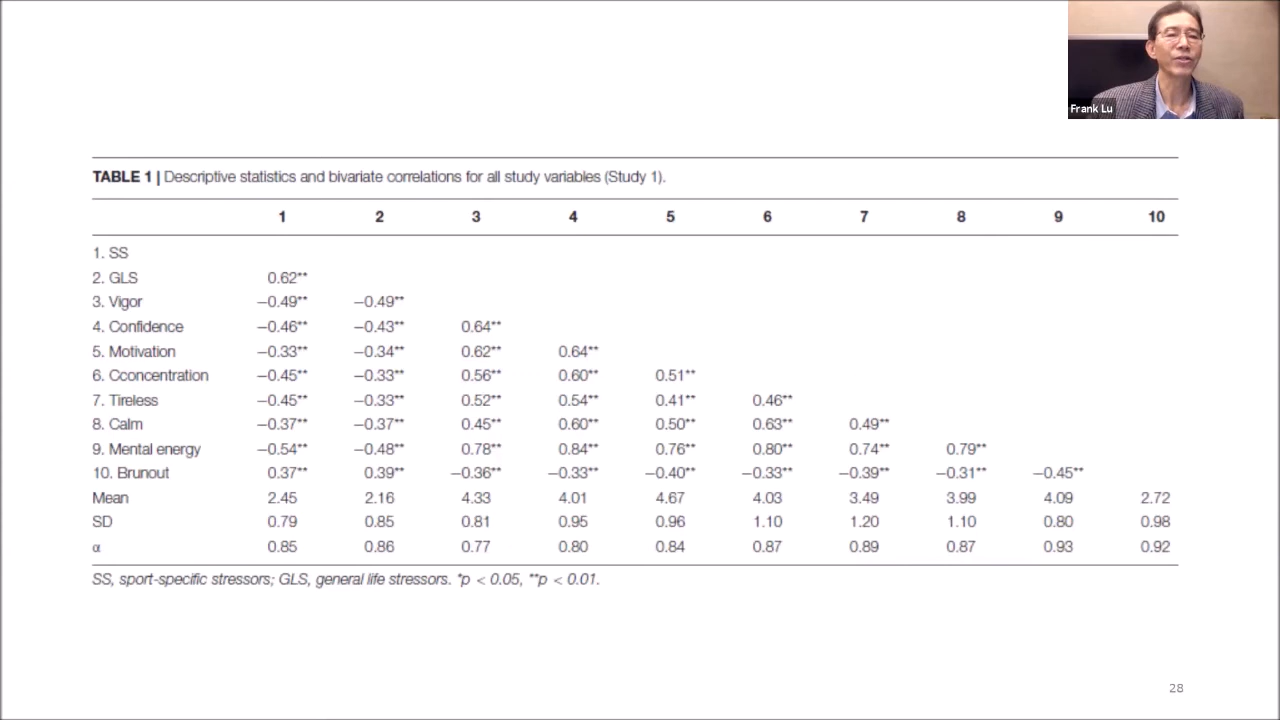 Frank Lu
TABLE 1 | Descriptive statistics and bivariate correlations for all study variables (Study 1).
1 2 3 4 5 6 7 8 9 10
1. SS
2. GLS 0.62**
3. Vigor −0.49** −0.49**
4. Confidence −0.46** −0.43** 0.64**
5. Motivation −0.33** −0.34** 0.62** 0.64**
6. Cconcentration −0.45** −0.33** 0.56** 0.60** 0.51**
7. Tireless −0.45** −0.33** 0.52** 0.54** 0.41** 0.46**
8. Calm −0.37** −0.37** 0.45** 0.60** 0.50** 0.63** 0.49**
9. Mental energy −0.54** −0.48** 0.78** 0.84** 0.76** 0.80** 0.74** 0.79**
10. Brunout 0.37** 0.39** −0.36** −0.33** −0.40** −0.33** −0.39** −0.31** −0.45**
Mean 2.45 2.16 4.33 4.01 4.67 4.03 3.49 3.99 4.09 2.72
SD 0.79 0.85 0.81 0.95 0.96 1.10 1.20 1.10 0.80 0.98
α 0.85 0.86 0.77 0.80 0.84 0.87 0.89 0.87 0.93 0.92
SS, sport-specific stressors; GLS, general life stressors. *p < 0.05, **p < 0.01.
28